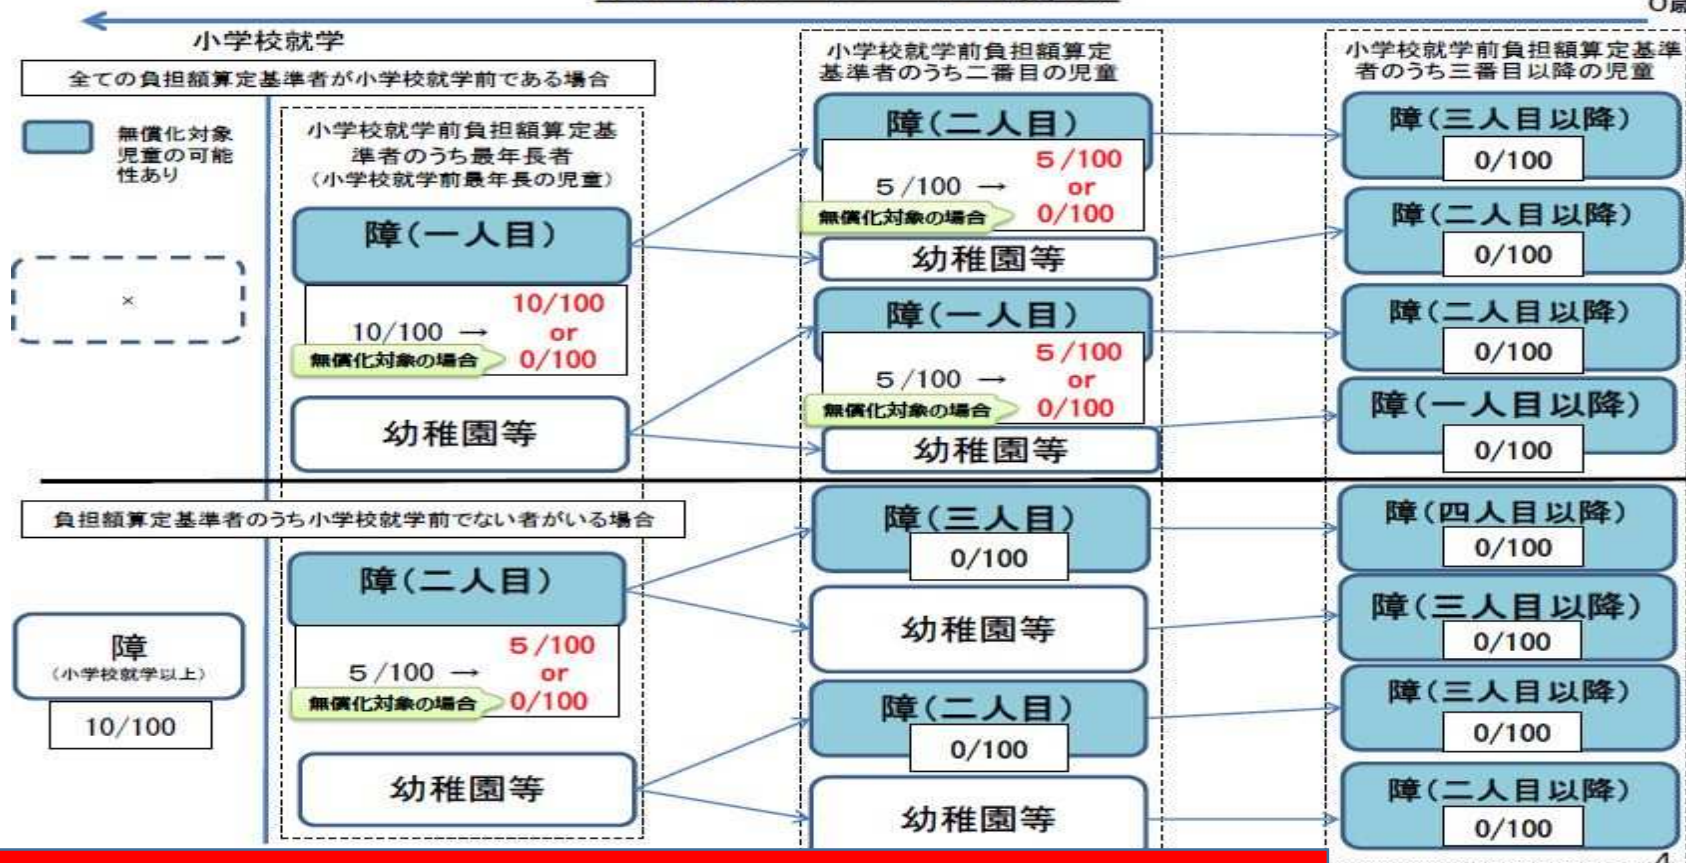 0歳
小学校就学
全ての負担額算定基準者が小学校就学前である場合
無償化対象
児童の可能
性あり
×
小学校就学前負担額算定基
準者のうち最年長者
(小学校就学前最年長の児童)
障(一人目)
10/100 →
10/100
or
0/100
無償化対象の場合
幼稚園等
小学校就学前負担額算定
基準者のうち二番目の児童
障(二人目)
5/100 →
5/100
or
0/100
無償化対象の場合
幼稚園等
障(一人目)
5/100 →
5/100
or
0/100
無償化対象の場合
幼稚園等
小学校就学前負担額算定基準
者のうち三番目以降の児童
障(三人目以降)
0/100
障(二人目以降)
0/100
障(二人目以降)
0/100
障(一人目以降)
0/100
負担額算定基準者のうち小学校就学前でない者がいる場合
障
(小学校就学以上)
10/100
障(二人目)
5/100 →
5/100
or
0/100
無償化対象の場合
幼稚園等
障(三人目)
0/100
幼稚園等
障(二人目)
0/100
幼稚園等
障(四人目以降)
0/100
障(三人目以降)
0/100
障(三人目以降)
0/100
障(二人目以降)
0/100
4